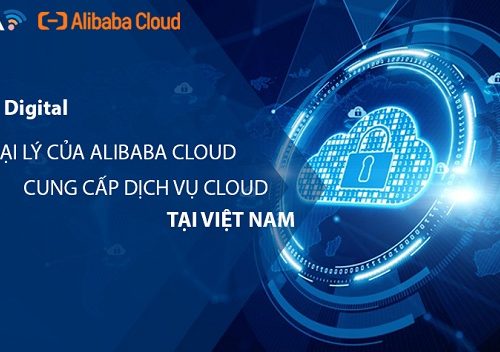 Alibaba Cloud
Digital
ẠI LÝ CỦA ALIBABA CLOUD
CUNG CẤP DỊCH VỤ CLOUD
TẠI VIỆT NAM